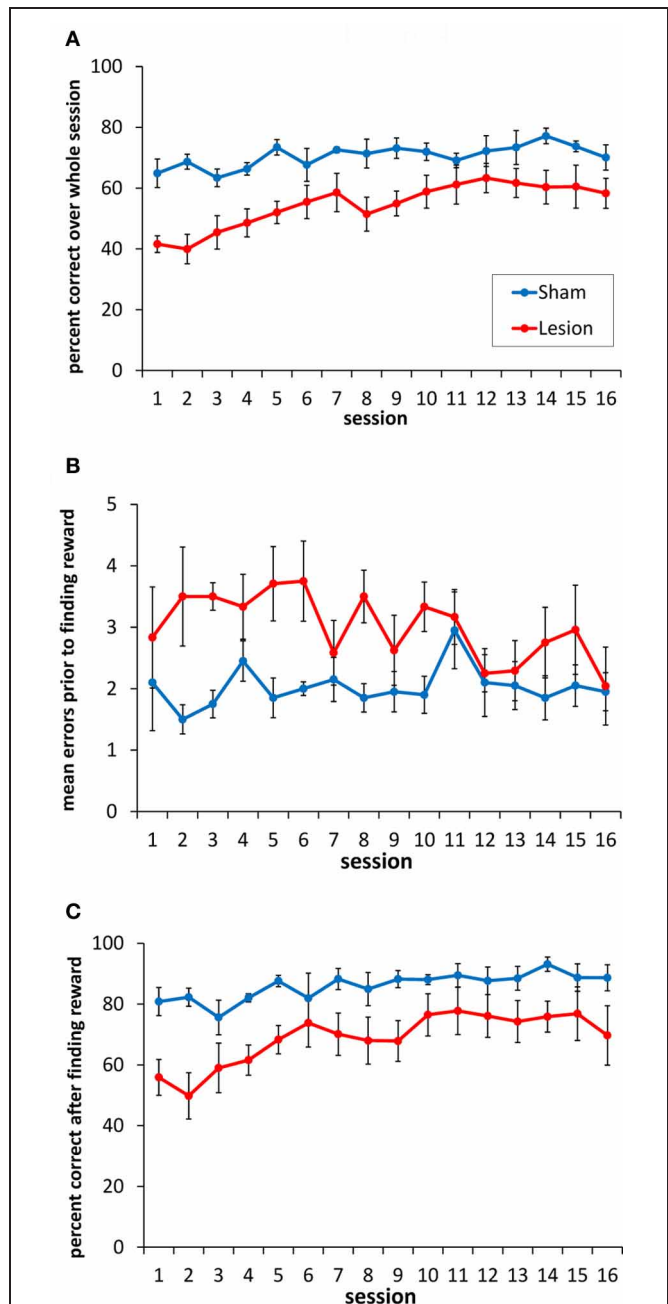 A
percent correct over whole session
100
80
60
40
20
0
Sham
Lesion
1 2 3 4 5 6 7 8 9 10 11 12 13 14 15 16
session
B
mean errors prior to finding reward
5
4
3
2
1
0
1 2 3 4 5 6 7 8 9 10 11 12 13 14 15 16
session
C
percent correct after finding reward
100
80
60
40
20
0
1 2 3 4 5 6 7 8 9 10 11 12 13 14 15 16
session